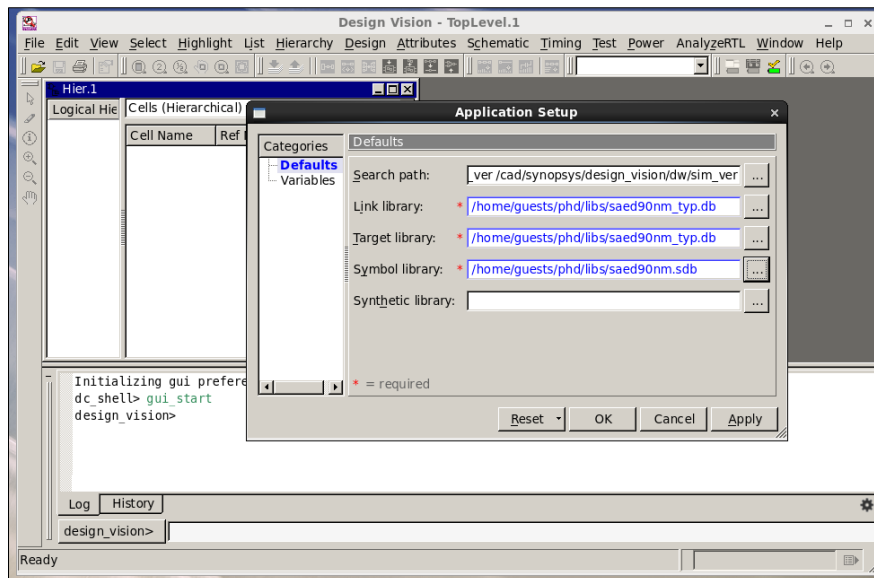 Design Vision - TopLevel.1
File Edit View Select Highlight List Hierarchy Design Attributes Schematic Timing Test Power AnalyzeRTL Window Help
Hier.1
Logical Hie
Cells (Hierarchical)
Cell Name Ref
Application Setup
Categories
Defaults
Variables
Defaults
Search path: _ver /cad/synopsys/design_vision/dw/sim_ver ...
Link library: * /home/guests/phd/libs/saed90nm_typ.db ...
Target library: * /home/guests/phd/libs/saed90nm_typ.db ...
Symbol library: * /home/guests/phd/libs/saed90nm.sdb ...
Synthetic library: ...
* = required
Reset OK Cancel Apply
Initializing gui prefere
dc_shell> gui_start
design_vision>
Log History
design_vision>
Ready